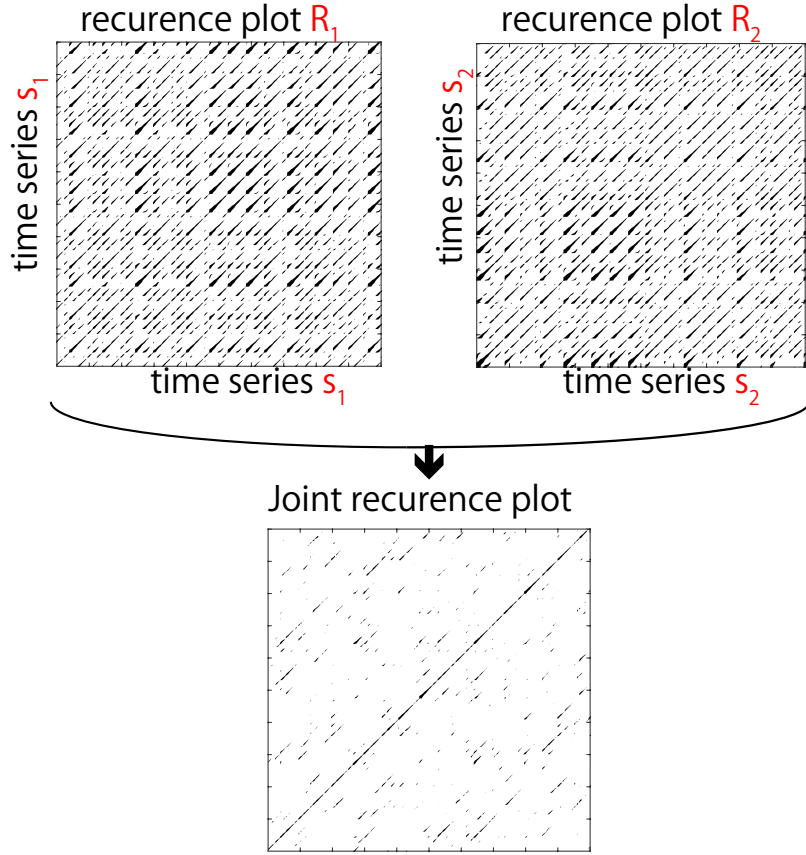 recurence plot R1
recurence plot R2
time series s1
time series s2
time series s1
time series s2
Joint recurence plot